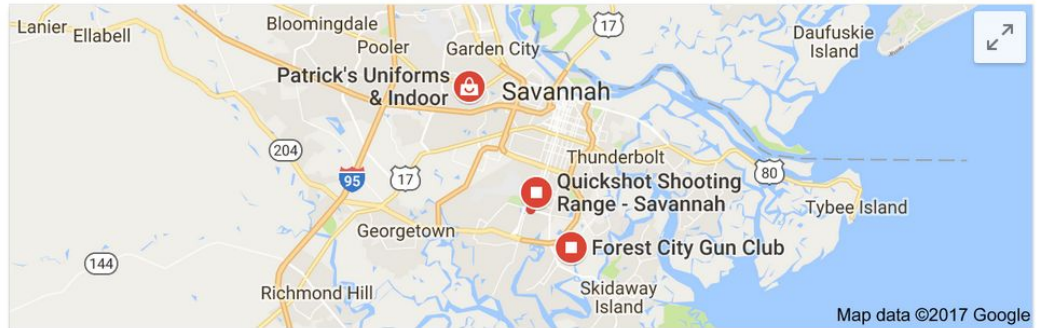 Lanier
Ellabell
Bloomingdale
17
Daufuskie
Island
Pooler
Garden City
Patrick's Uniforms
& Indoor
Savannah
204
95
17
Thunderbolt
80
Quickshot Shooting
Range - Savannah
Tybee Island
Georgetown
Forest City Gun Club
144
Richmond Hill
Skidaway
Island
Map data ©2017 Google